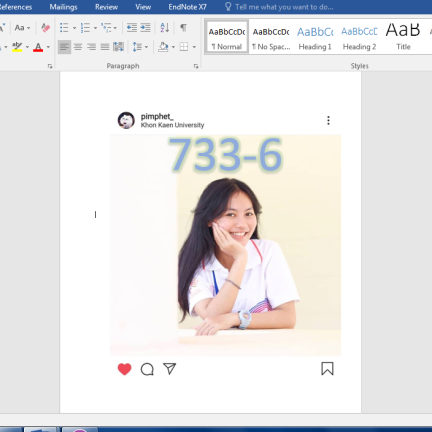 References Mailings Review View EndNote X7 Tell me what you want to do...
Aa
AaBbCcDc AaBbCcDc AaBbCc AaBbCcD AaB
¶ Normal ¶ No Spac... Heading 1 Heading 2 Title
Paragraph Styles
pimphet_
Khon Kaen University
733-6